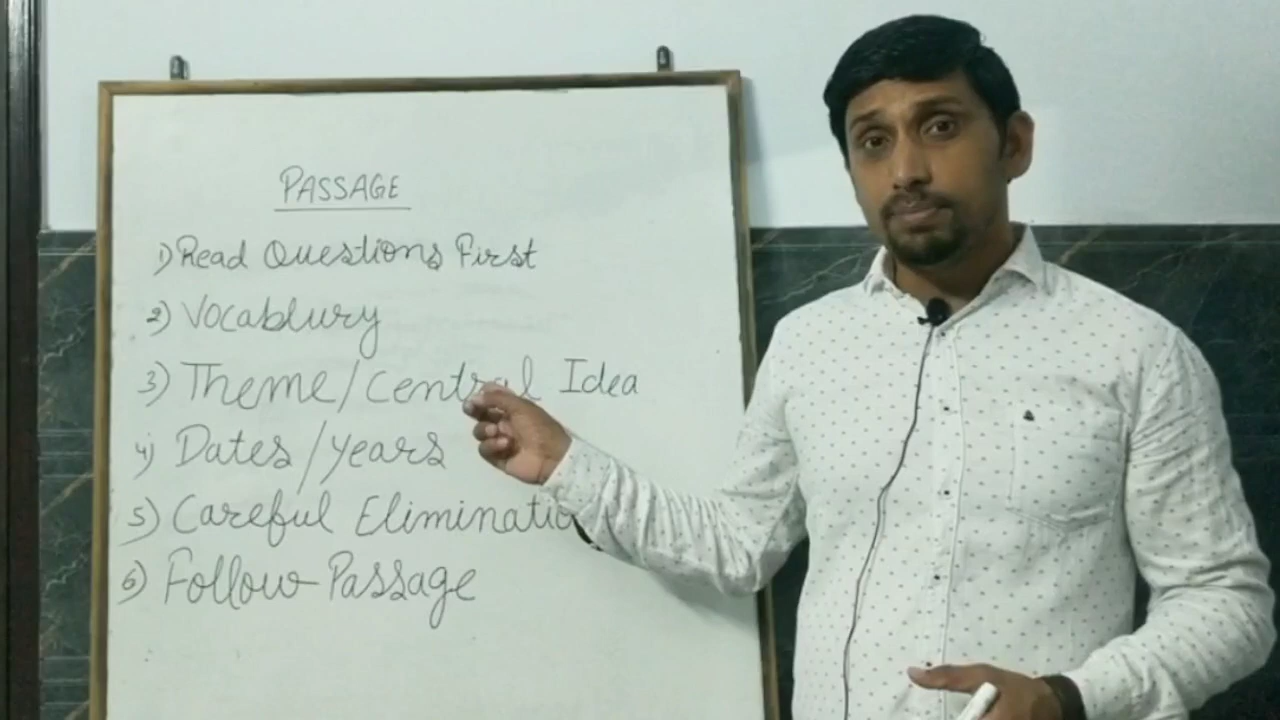 PASSAGE
1) Read Questions First
2) Vocablury
3) Theme/Central Idea
4) Dates/years
5) Careful Eliminatio
6) Follow Passage